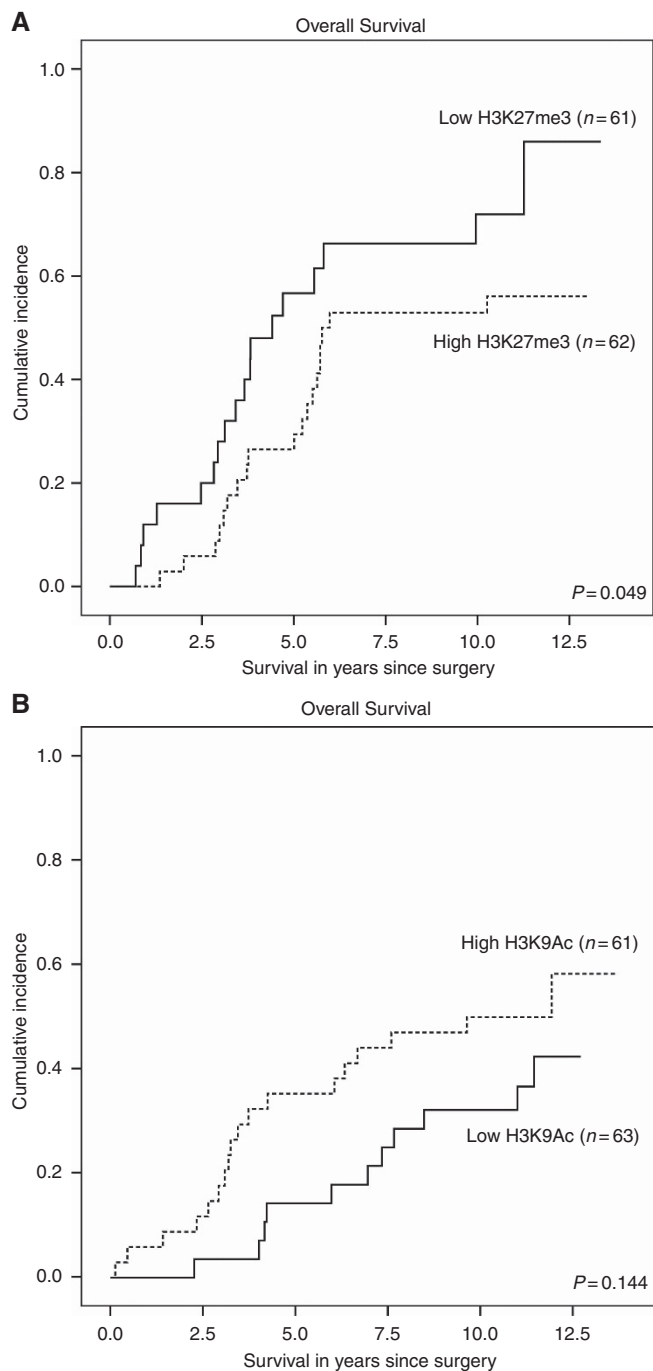 A
Overall Survival
1.0
0.8
0.6
0.4
0.2
0.0
Cumulative incidence
Low H3K27me3 (n=61)
High H3K27me3 (n=62)
P=0.049
0.0 2.5 5.0 7.5 10.0 12.5
Survival in years since surgery
B
Overall Survival
1.0
0.8
0.6
0.4
0.2
0.0
Cumulative incidence
High H3K9Ac (n=61)
Low H3K9Ac (n=63)
P=0.144
0.0 2.5 5.0 7.5 10.0 12.5
Survival in years since surgery